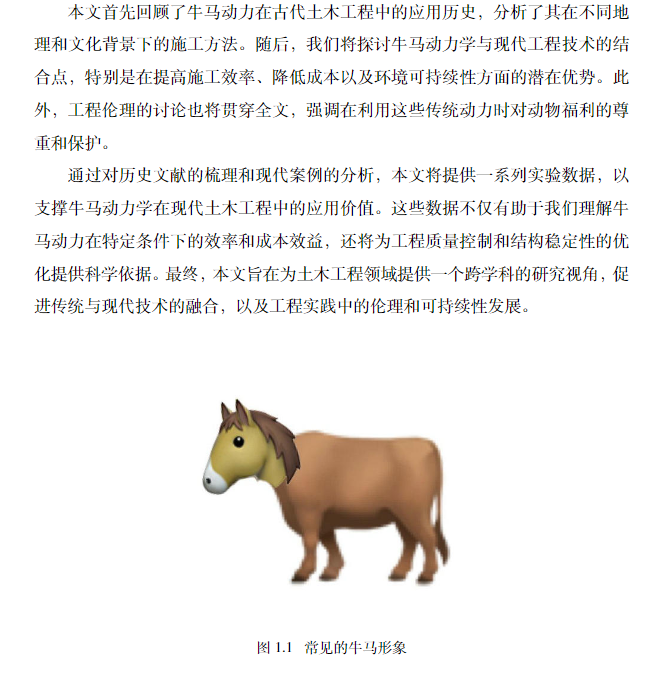 本文首先回顾了牛马动力在古代土木工程中的应用历史，分析了其在不同地
理和文化背景下的施工方法。随后，我们将探讨牛马动力学与现代工程技术的结
合点，特别是在提高施工效率、降低成本以及环境可持续性方面的潜在优势。此
外，工程伦理的讨论也将贯穿全文，强调在利用这些传统动力时对动物福利的尊
重和保护。
通过对历史文献的梳理和现代案例的分析，本文将提供一系列实验数据，以
支撑牛马动力学在现代土木工程中的应用价值。这些数据不仅有助于我们理解牛
马动力在特定条件下的效率和成本效益，还将为工程质量控制和结构稳定性的优
化提供科学依据。最终，本文旨在为土木工程领域提供一个跨学科的研究视角，促
进传统与现代技术的融合，以及工程实践中的伦理和可持续性发展。
图 1.1 常见的牛马形象